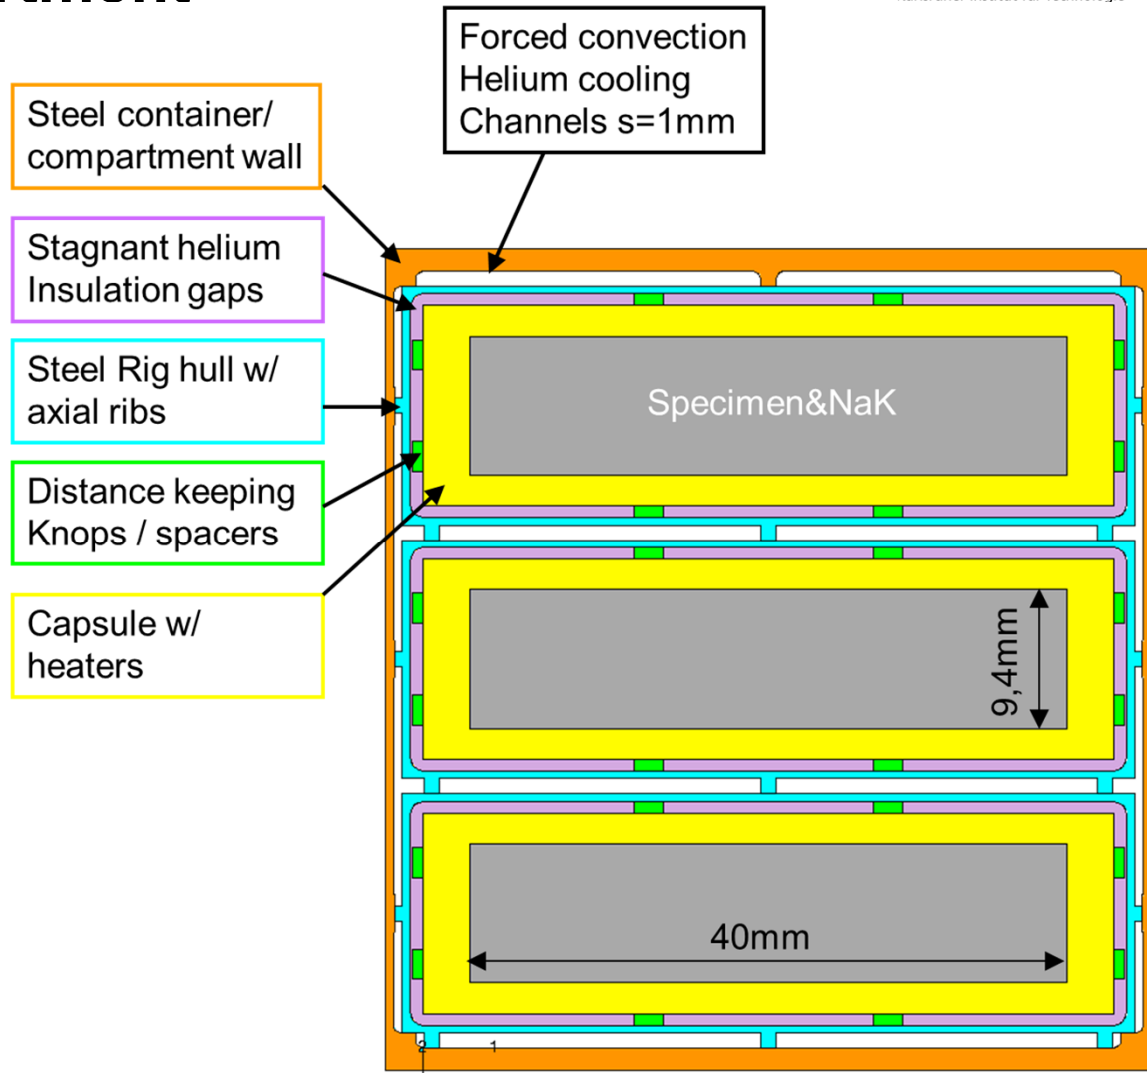 Forced convection
Helium cooling
Channels s=1mm
Steel container/
compartment wall
Stagnant helium
Insulation gaps
Steel Rig hull w/
axial ribs
Distance keeping
Knops / spacers
Capsule w/
heaters
Specimen&NaK
9,4mm
40mm
2
1